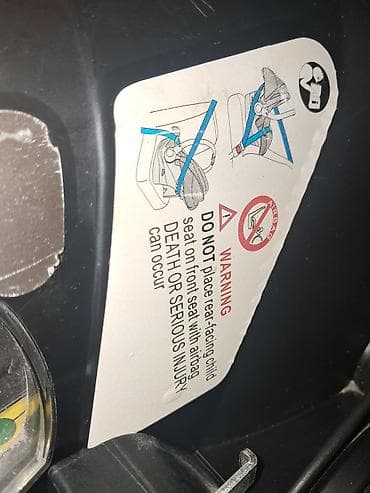 AIRBAG
WARNING
DO NOT place rear-facing child
seat on front seat with airbag
DEATH OR SERIOUS INJURY
can occur